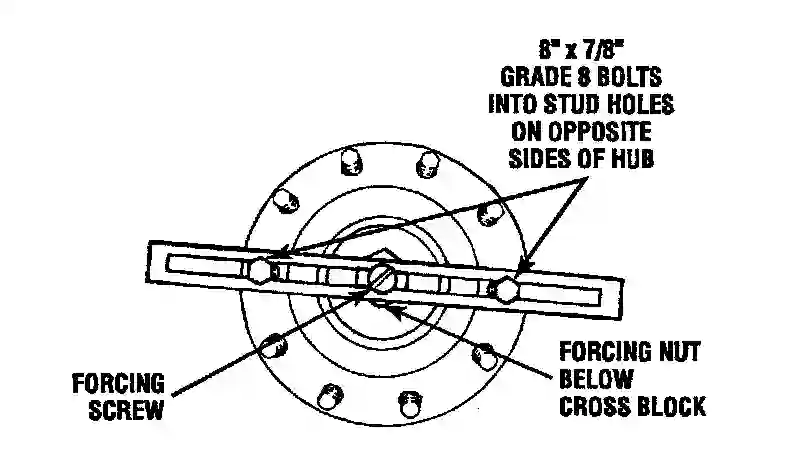 8" x 7/8"
GRADE 8 BOLTS
INTO STUD HOLES
ON OPPOSITE
SIDES OF HUB
FORCING
SCREW
FORCING NUT
BELOW
CROSS BLOCK